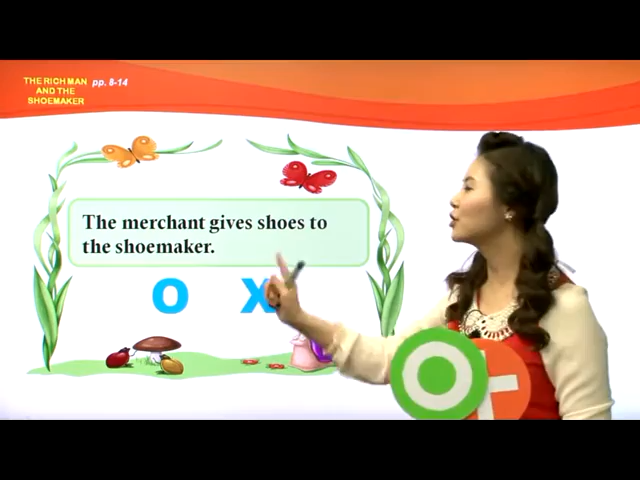 THE RICH MAN pp. 8-14
AND THE
SHOEMAKER
The merchant gives shoes to
the shoemaker.
O X